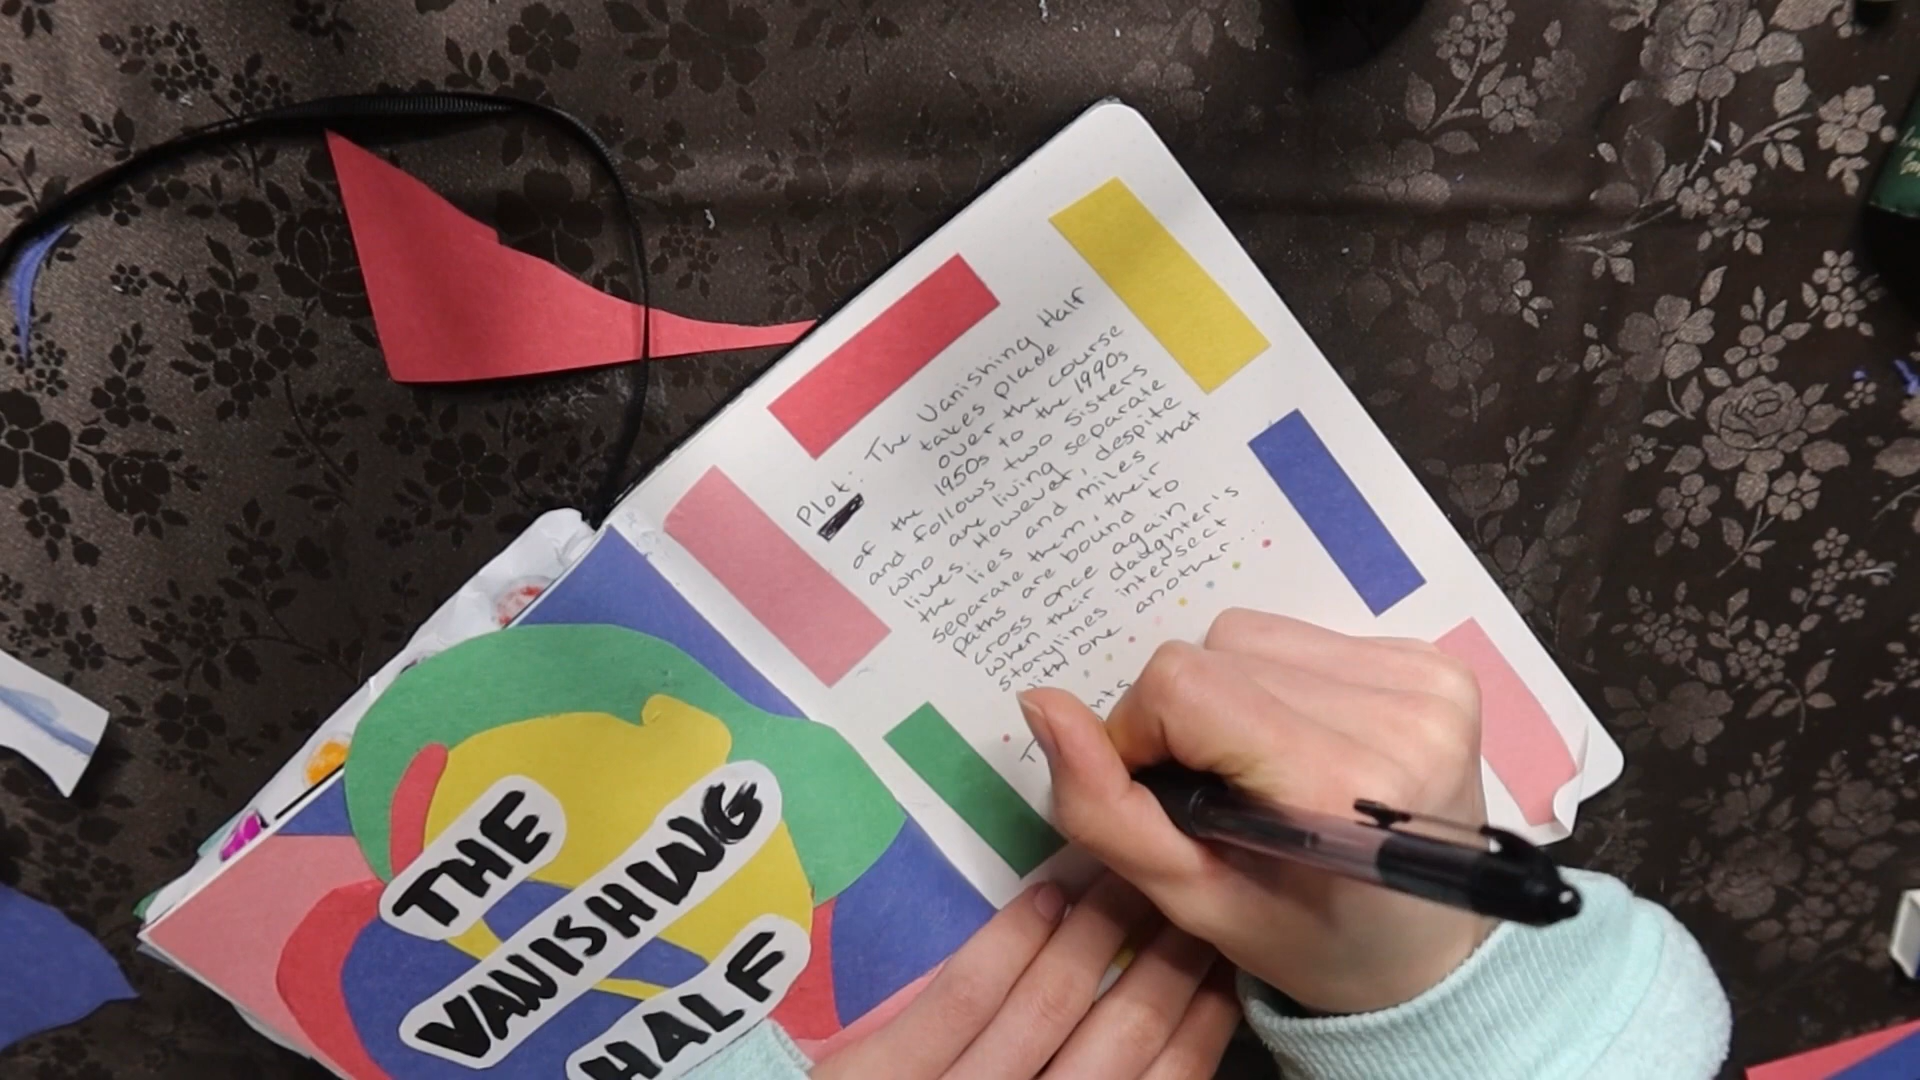 THE
VANISHING
HALF
Plot: The Vanishing Half
takes place
over the course
of the 1950s to the 1990s
and follows two sisters
who are living separate
lives. However, despite
the lies and miles that
separate them, their
paths are bound to
cross once again
when their daughter's
storylines intersect
with one another...